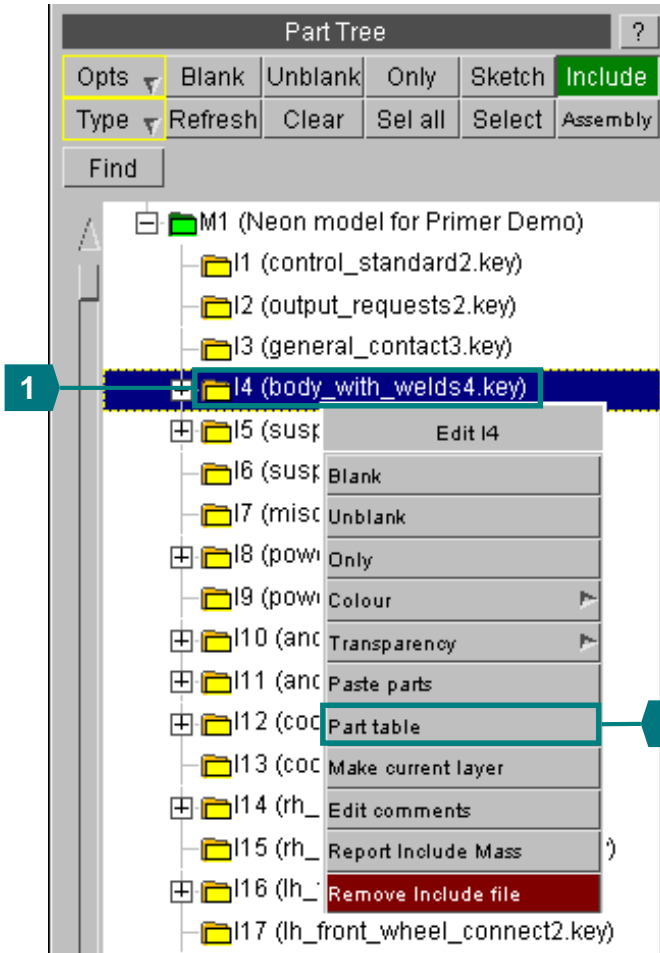 Part Tree ?
Opts Blank Unblank Only Sketch Include
Type Refresh Clear Sel all Select Assembly
Find
M1 (Neon model for Primer Demo)
I1 (control_standard2.key)
I2 (output_requests2.key)
I3 (general_contact3.key)
1 I4 (body_with_welds4.key)
I5 (susp Edit I4
I6 (susp Blank
I7 (misc Unblank
I8 (pow Only
I9 (pow Colour
I10 (and Transparency
I11 (and Paste parts
I12 (coc Part table
I13 (coc Make current layer
I14 (rh_ Edit comments
I15 (rh_ Report Include Mass )
I16 (lh_ Remove Include file
I17 (lh_front_wheel_connect2.key)